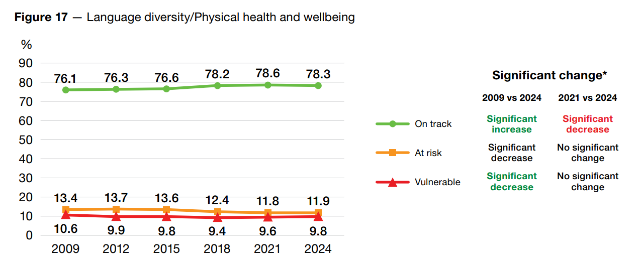 Figure 17 — Language diversity/Physical health and wellbeing
%
90
80
70
60
50
40
30
20
10
0
76.1 76.3 76.6 78.2 78.6 78.3
13.4 13.7 13.6 12.4 11.8 11.9
10.6 9.9 9.8 9.4 9.6 9.8
2009 2012 2015 2018 2021 2024
Significant change*
2009 vs 2024 2021 vs 2024
On track Significant increase Significant decrease
At risk Significant decrease No significant change
Vulnerable Significant decrease No significant change